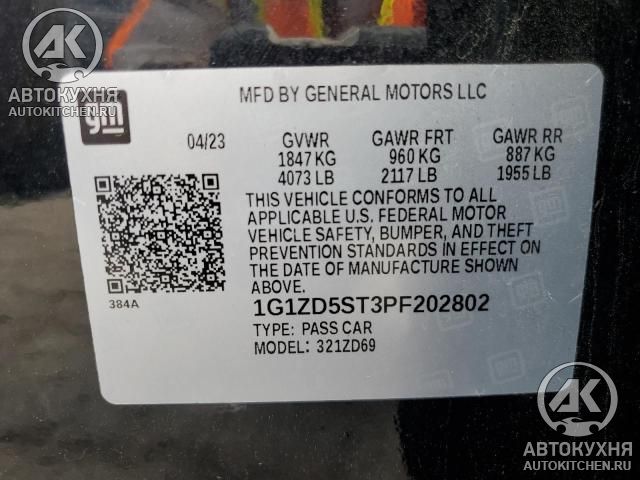 АК
АВТОКУХНЯ
AUTOKITCHEN.RU
gm
MFD BY GENERAL MOTORS LLC
04/23 GVWR GAWR FRT GAWR RR
1847 KG 960 KG 887 KG
4073 LB 2117 LB 1955 LB
THIS VEHICLE CONFORMS TO ALL
APPLICABLE U.S. FEDERAL MOTOR
VEHICLE SAFETY, BUMPER, AND THEFT
PREVENTION STANDARDS IN EFFECT ON
THE DATE OF MANUFACTURE SHOWN
ABOVE.
384A
1G1ZD5ST3PF202802
TYPE: PASS CAR
MODEL: 321ZD69
АК
АВТОКУХНЯ
AUTOKITCHEN.RU